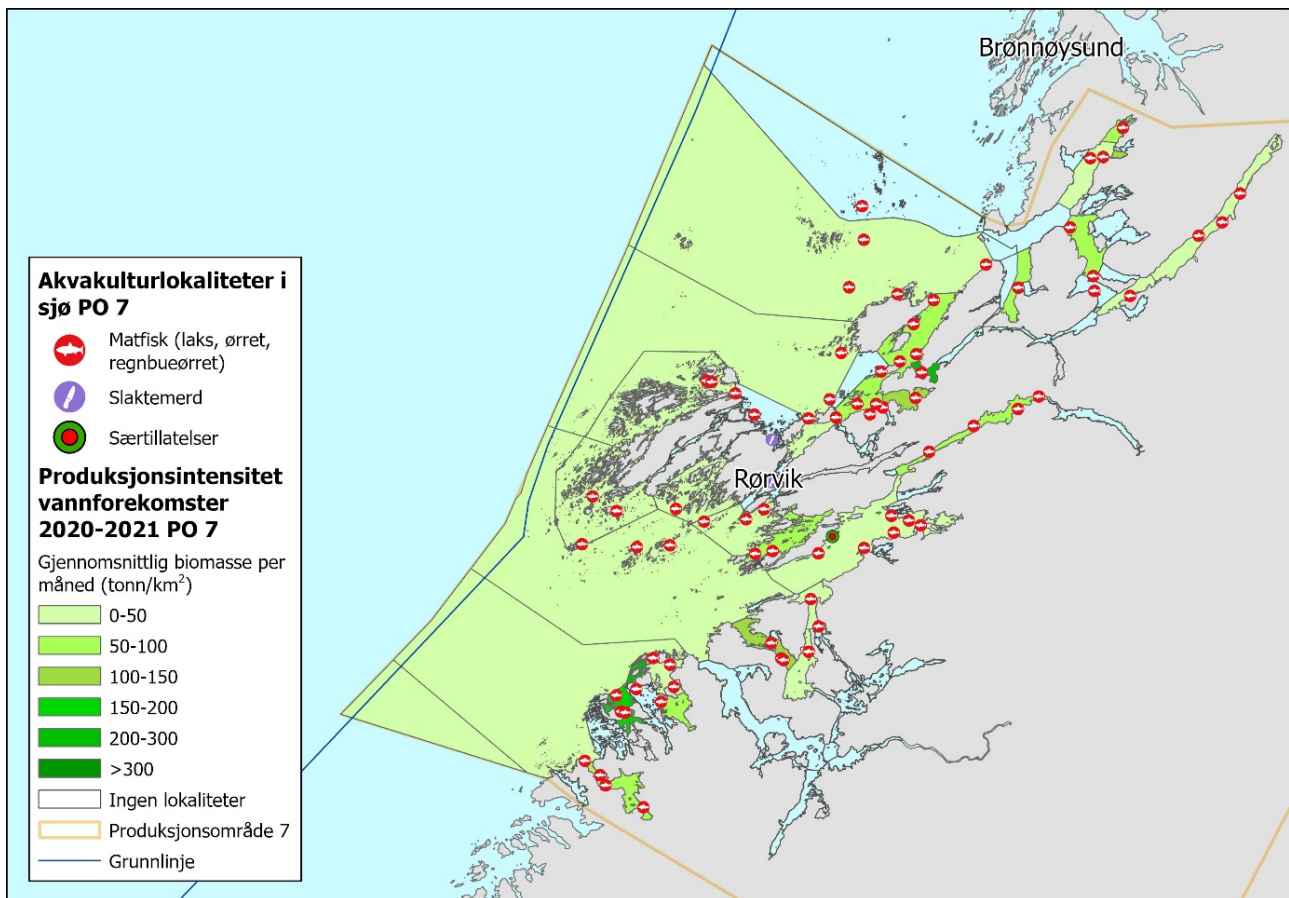 Brønnøysund
Rørvik
Akvakulturlokaliteter i
sjø PO 7
Matfisk (laks, ørret,
regnbueørret)
Slaktemerd
Særtillatelser
Produksjonsintensitet
vannforekomster
2020-2021 PO 7
Gjennomsnittlig biomasse per
måned (tonn/km²)
0-50
50-100
100-150
150-200
200-300
>300
Ingen lokaliteter
Produksjonsområde 7
Grunnlinje